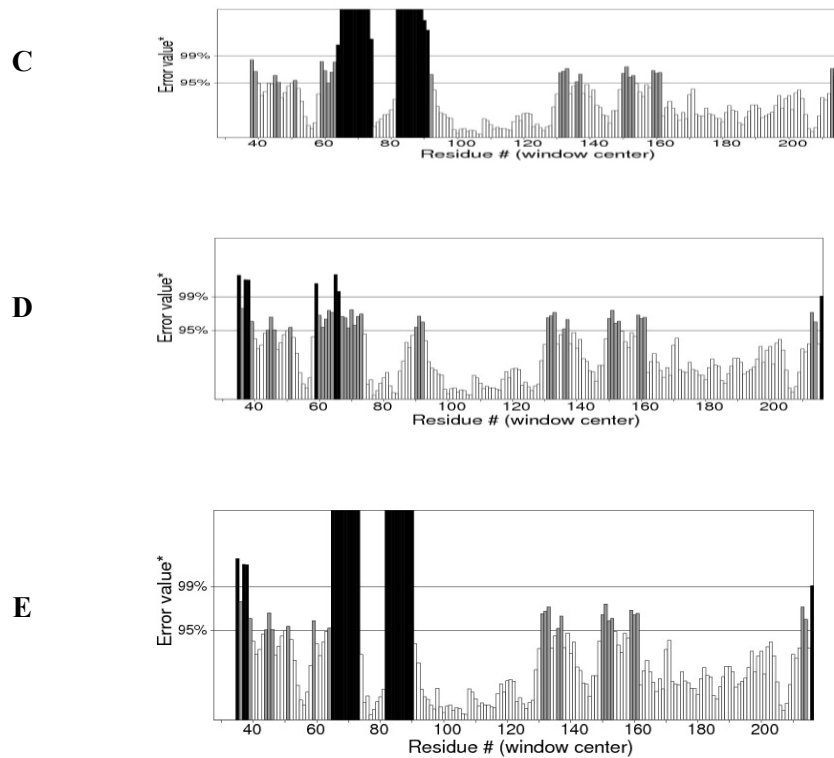 C
Error value*
99%
95%
40 60 80 100 120 140 160 180 200
Residue # (window center)
D
Error value*
99%
95%
40 60 80 100 120 140 160 180 200
Residue # (window center)
E
Error value*
99%
95%
40 60 80 100 120 140 160 180 200
Residue # (window center)